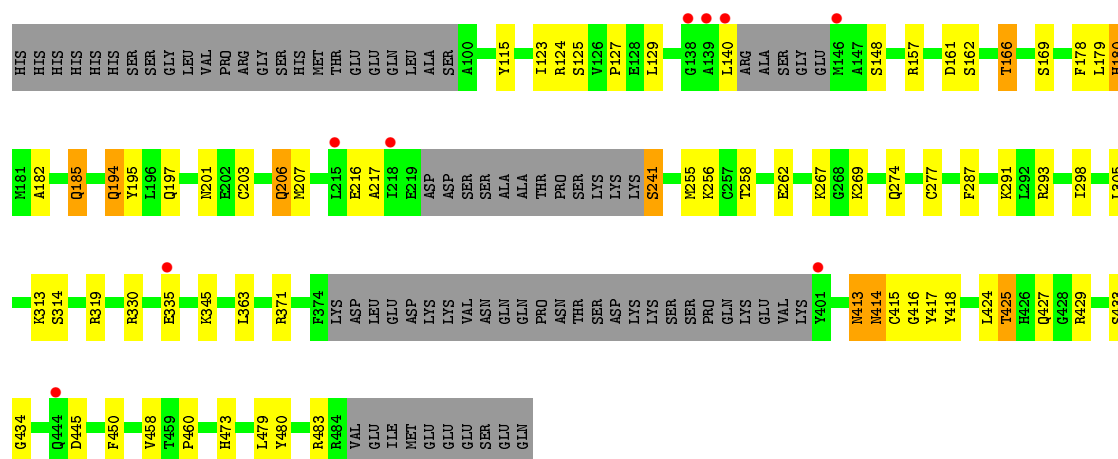 HIS HIS HIS HIS HIS HIS SER SER GLY LEU VAL PRO ARG GLY SER HIS MET THR GLU GLU GLN LEU ALA SER A100 Y115 I123 R124 S125 V126 P127 E128 L129 G138 A139 L140 ARG ALA SER GLY GLU M146 A147 S148 R157 D161 S162 T166 S169 F178 L179 H180
M181 A182 Q185 Q194 Y195 L196 Q197 N201 E202 C203 Q206 M207 L215 E216 A217 I218 E219 ASP ASP SER SER ALA ALA THR PRO SER LYS LYS LYS S241 M255 K256 C257 T258 E262 K267 G268 K269 Q274 C277 F287 K291 L292 R293 I298 L305
K313 S314 R319 R330 E335 K345 L363 R371 F374 LYS ASP LEU GLU ASP LYS LYS VAL ASN GLN GLN PRO ASN THR SER ASP LYS LYS SER SER PRO GLN LYS GLU VAL LYS Y401 N413 N414 C415 G416 Y417 Y418 L424 T425 H426 Q427 G428 R429 S433
G434 Q444 D445 F450 V458 T459 P460 H473 L479 Y480 R483 R484 VAL GLU ILE MET GLU GLU GLU SER GLU GLN